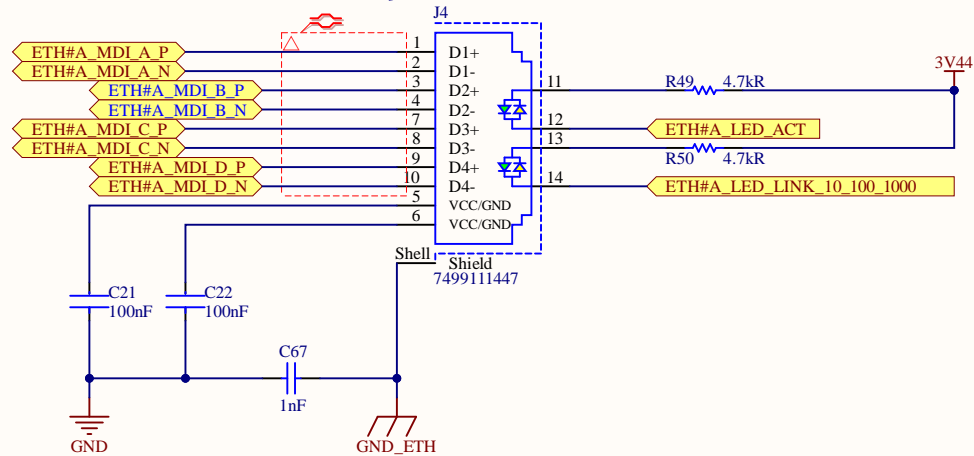 J4
ETH#A_MDI_A_P 1 D1+
ETH#A_MDI_A_N 2 D1-
ETH#A_MDI_B_P 3 D2+ 11 R49 4.7kR 3V44
ETH#A_MDI_B_N 4 D2-
ETH#A_MDI_C_P 7 D3+ 12 ETH#A_LED_ACT
ETH#A_MDI_C_N 8 D3- 13 R50 4.7kR
ETH#A_MDI_D_P 9 D4+
ETH#A_MDI_D_N 10 D4- 14 ETH#A_LED_LINK_10_100_1000
5 VCC/GND
6 VCC/GND
Shell Shield
7499111447
C21 C22
100nF 100nF
C67
1nF
GND GND_ETH